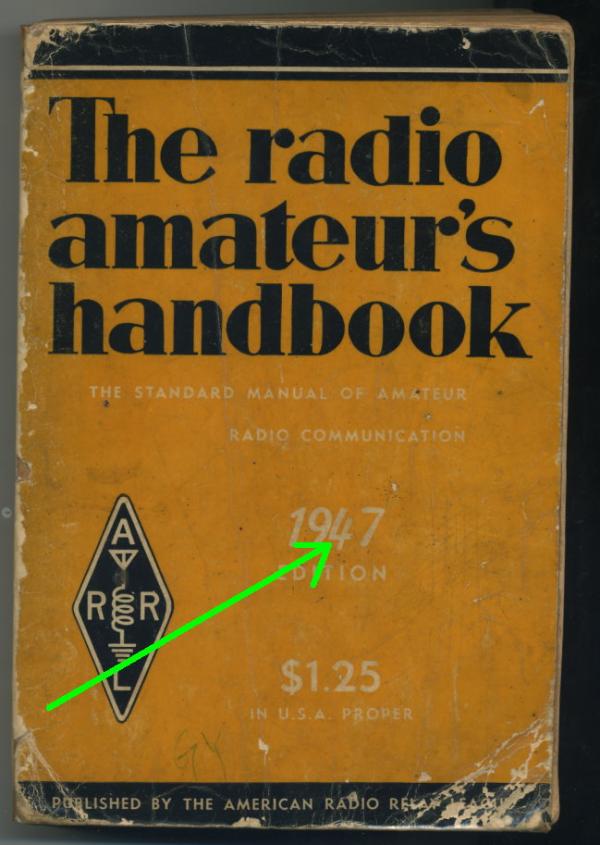 The radio
amateur's
handbook
THE STANDARD MANUAL OF AMATEUR
RADIO COMMUNICATION
1947
EDITION
A
R R
L
$1.25
IN U.S.A. PROPER
PUBLISHED BY THE AMERICAN RADIO RELAY LEAGUE